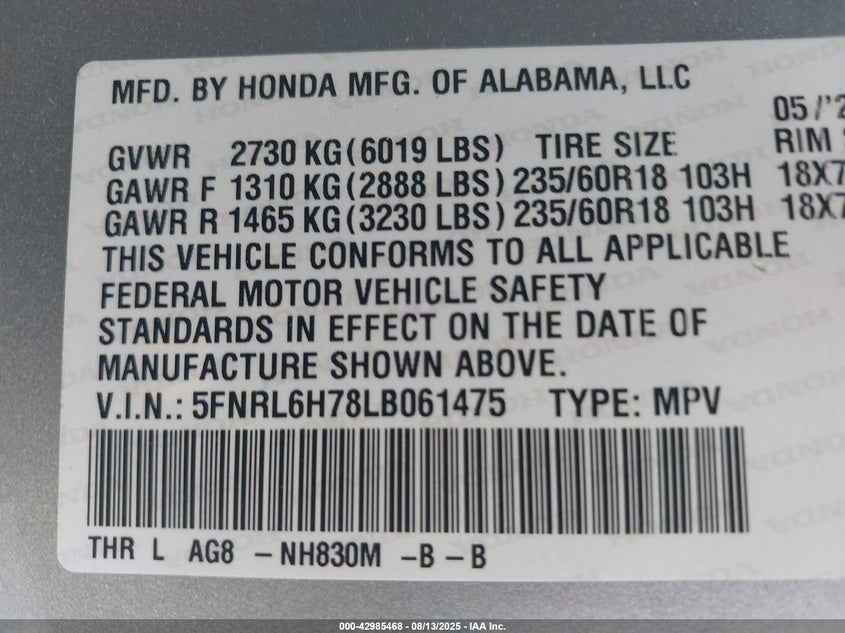 MFD. BY HONDA MFG. OF ALABAMA, LLC
05/'2
GVWR 2730 KG (6019 LBS) TIRE SIZE RIM
GAWR F 1310 KG (2888 LBS) 235/60R18 103H 18X7
GAWR R 1465 KG (3230 LBS) 235/60R18 103H 18X7
THIS VEHICLE CONFORMS TO ALL APPLICABLE
FEDERAL MOTOR VEHICLE SAFETY
STANDARDS IN EFFECT ON THE DATE OF
MANUFACTURE SHOWN ABOVE.
V.I.N.: 5FNRL6H78LB061475 TYPE: MPV
THR L AG8 -NH830M -B -B
000-42985468 - 08/13/2025 - IAA Inc.